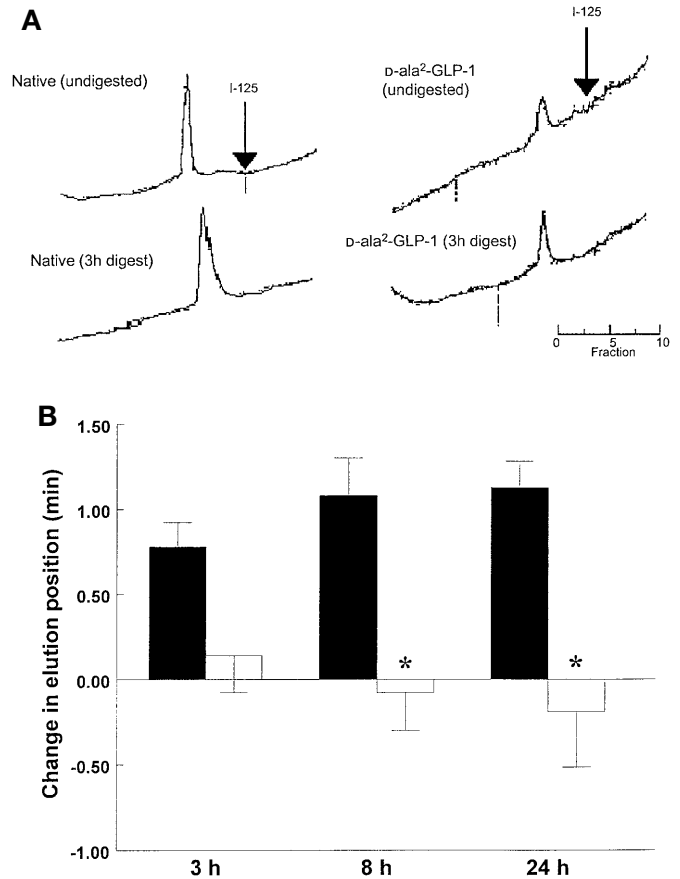 A
I-125
Native (undigested)
I-125
D-ala²-GLP-1
(undigested)
Native (3h digest)
D-ala²-GLP-1 (3h digest)
0 5 10
Fraction
B
Change in elution position (min)
1.50
1.00
0.50
0.00
-0.50
-1.00
*
*
3 h 8 h 24 h